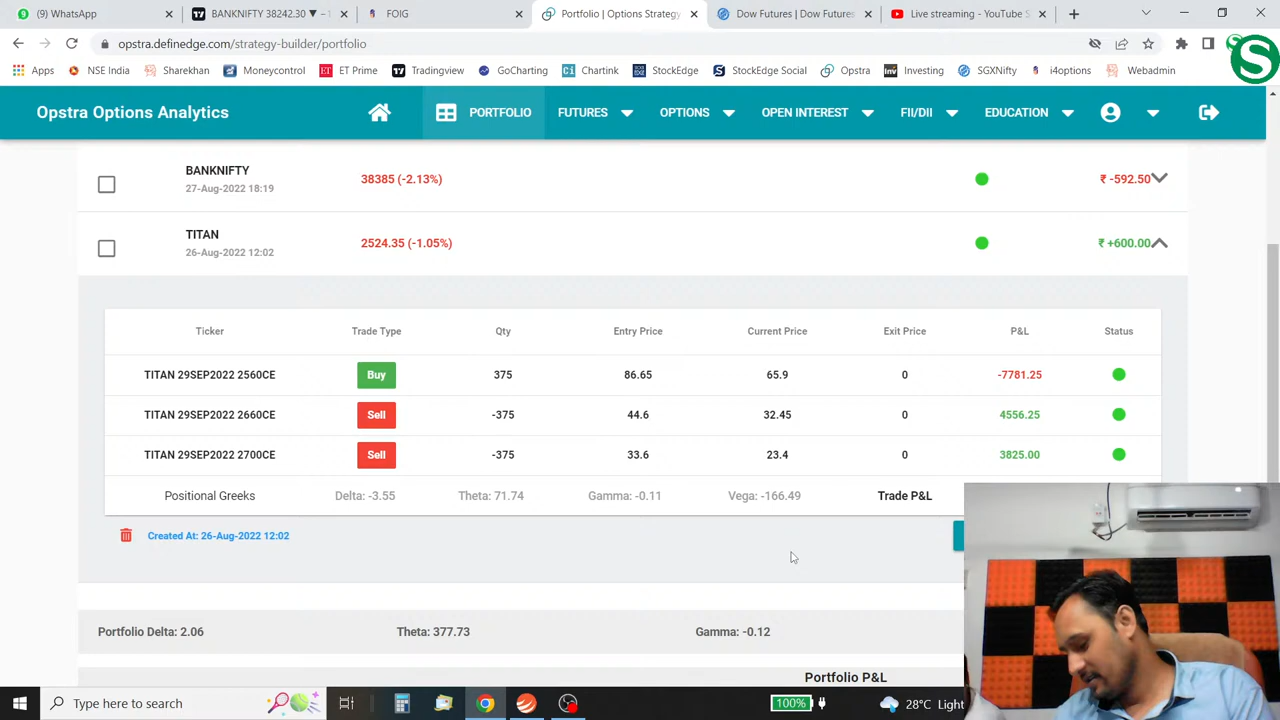 WhatsApp
BANKNIFTY 38242.30 ▼ −1
FOIG
Portfolio | Options Strategy
Dow Futures | Dow Futures
Live streaming - YouTube S
opstra.definedge.com/strategy-builder/portfolio
Apps
NSE India
Sharekhan
Moneycontrol
ET Prime
Tradingview
GoCharting
Chartink
StockEdge
StockEdge Social
Opstra
Investing
SGXNifty
i4options
Webadmin
Opstra Options Analytics
PORTFOLIO
FUTURES
OPTIONS
OPEN INTEREST
FII/DII
EDUCATION
BANKNIFTY
27-Aug-2022 18:19
38385 (-2.13%)
₹ -592.50
TITAN
26-Aug-2022 12:02
2524.35 (-1.05%)
₹ +600.00
Ticker Trade Type Qty Entry Price Current Price Exit Price P&L Status
TITAN 29SEP2022 2560CE Buy 375 86.65 65.9 0 -7781.25
TITAN 29SEP2022 2660CE Sell -375 44.6 32.45 0 4556.25
TITAN 29SEP2022 2700CE Sell -375 33.6 23.4 0 3825.00
Positional Greeks Delta: -3.55 Theta: 71.74 Gamma: -0.11 Vega: -166.49 Trade P&L
Created At: 26-Aug-2022 12:02
Portfolio Delta: 2.06 Theta: 377.73 Gamma: -0.12
Portfolio P&L
Type here to search
100%
28°C Light